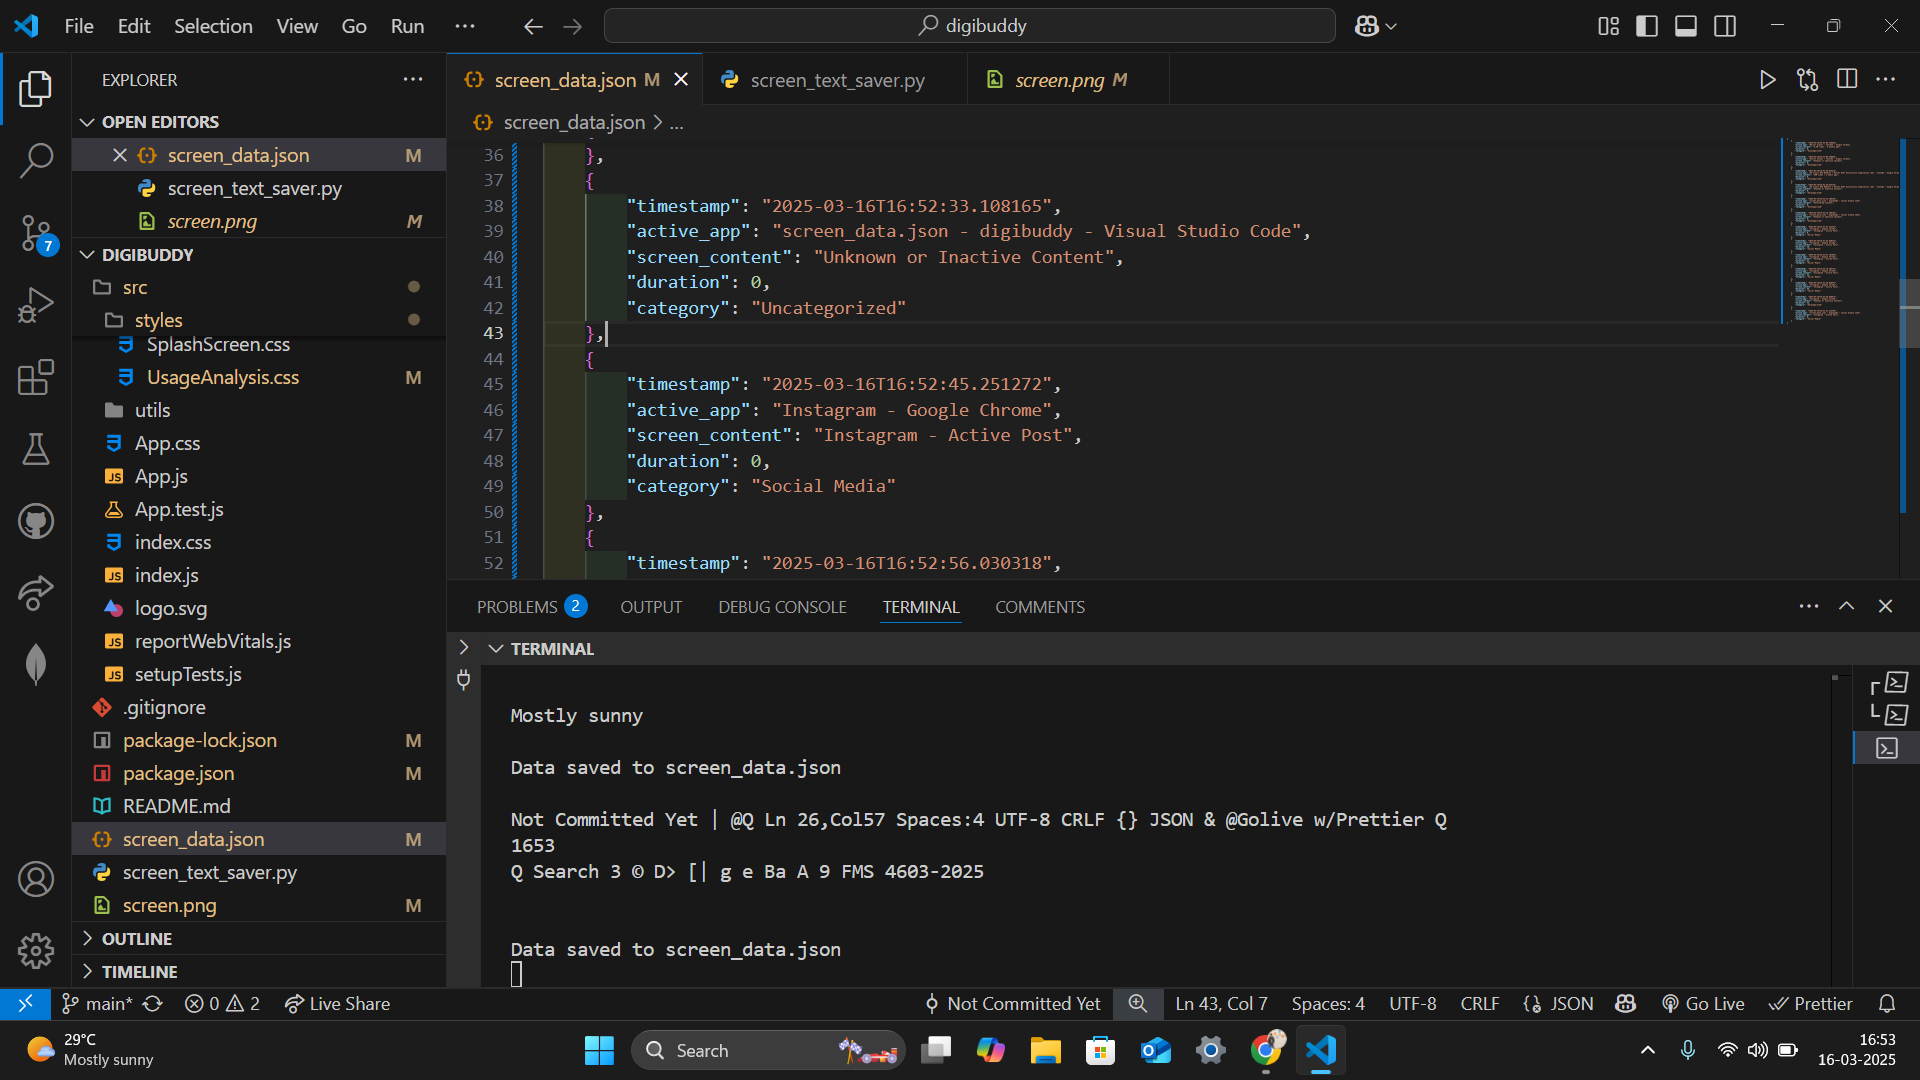 File Edit Selection View Go Run ...
digibuddy
EXPLORER
OPEN EDITORS
screen_data.json M
screen_text_saver.py
screen.png M
7
DIGIBUDDY
src
styles
SplashScreen.css
UsageAnalysis.css M
utils
App.css
JS App.js
App.test.js
index.css
JS index.js
logo.svg
JS reportWebVitals.js
JS setupTests.js
.gitignore
package-lock.json M
package.json M
README.md
screen_data.json M
screen_text_saver.py
screen.png M
OUTLINE
TIMELINE
screen_data.json M
screen_text_saver.py
screen.png M
screen_data.json > ...
36 },
37 {
38 "timestamp": "2025-03-16T16:52:33.108165",
39 "active_app": "screen_data.json - digibuddy - Visual Studio Code",
40 "screen_content": "Unknown or Inactive Content",
41 "duration": 0,
42 "category": "Uncategorized"
43 },
44 {
45 "timestamp": "2025-03-16T16:52:45.251272",
46 "active_app": "Instagram - Google Chrome",
47 "screen_content": "Instagram - Active Post",
48 "duration": 0,
49 "category": "Social Media"
50 },
51 {
52 "timestamp": "2025-03-16T16:52:56.030318",
PROBLEMS 2 OUTPUT DEBUG CONSOLE TERMINAL COMMENTS
TERMINAL
Mostly sunny
Data saved to screen_data.json
Not Committed Yet | @Q Ln 26,Col57 Spaces:4 UTF-8 CRLF {} JSON & @Golive w/Prettier Q
1653
Q Search 3 © D> [| g e Ba A 9 FMS 4603-2025
Data saved to screen_data.json
main* 0 2 Live Share Not Committed Yet Ln 43, Col 7 Spaces: 4 UTF-8 CRLF {} JSON Go Live Prettier
29°C
Mostly sunny
Search
16:53
16-03-2025